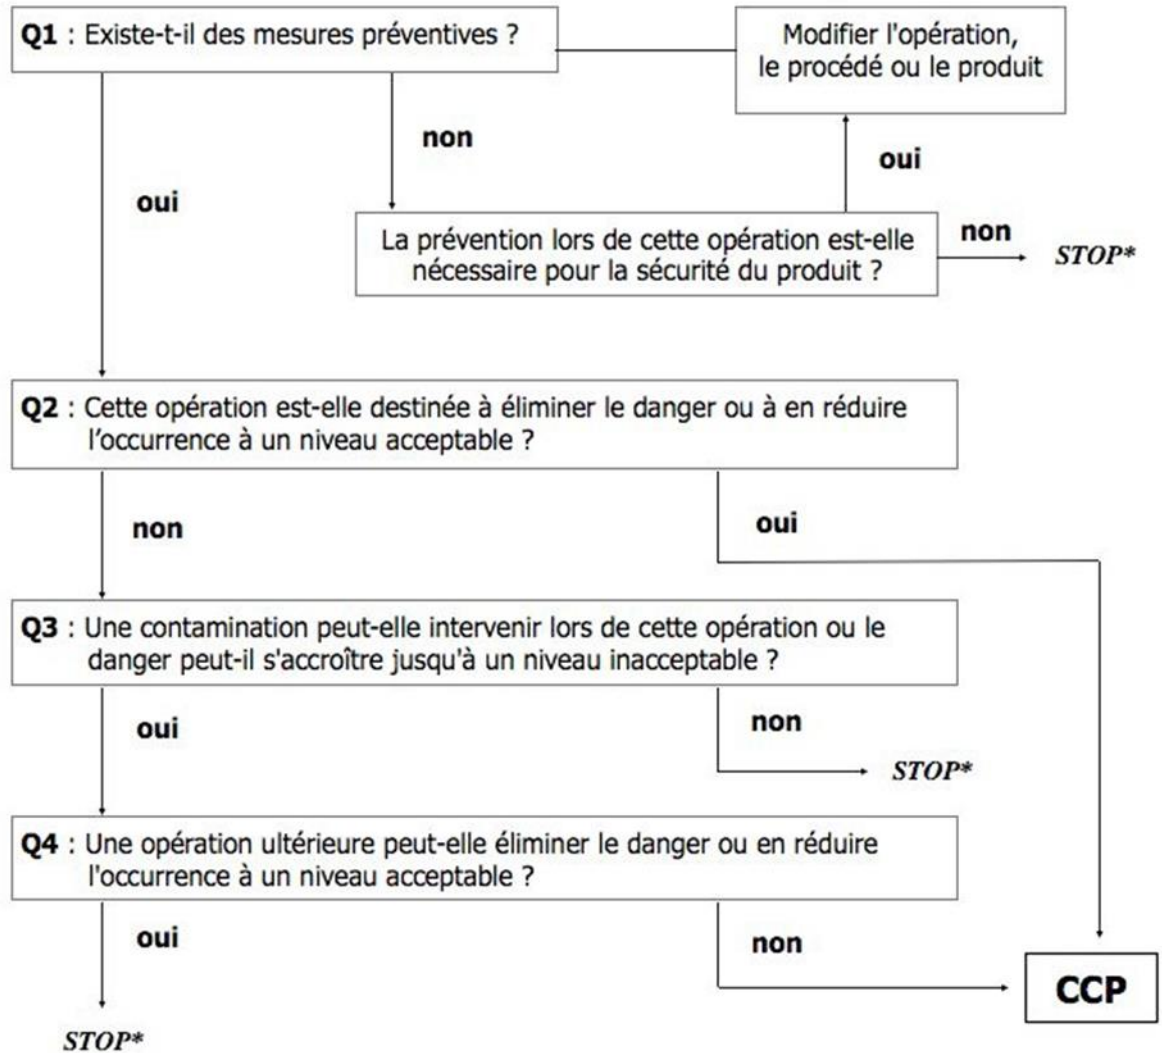 Q1 : Existe-t-il des mesures préventives ?
Modifier l'opération,
le procédé ou le produit
non
oui
oui
La prévention lors de cette opération est-elle
nécessaire pour la sécurité du produit ?
non
STOP*
Q2 : Cette opération est-elle destinée à éliminer le danger ou à en réduire
l’occurrence à un niveau acceptable ?
non
oui
Q3 : Une contamination peut-elle intervenir lors de cette opération ou le
danger peut-il s'accroître jusqu'à un niveau inacceptable ?
oui
non
STOP*
Q4 : Une opération ultérieure peut-elle éliminer le danger ou en réduire
l'occurrence à un niveau acceptable ?
oui
non
CCP
STOP*